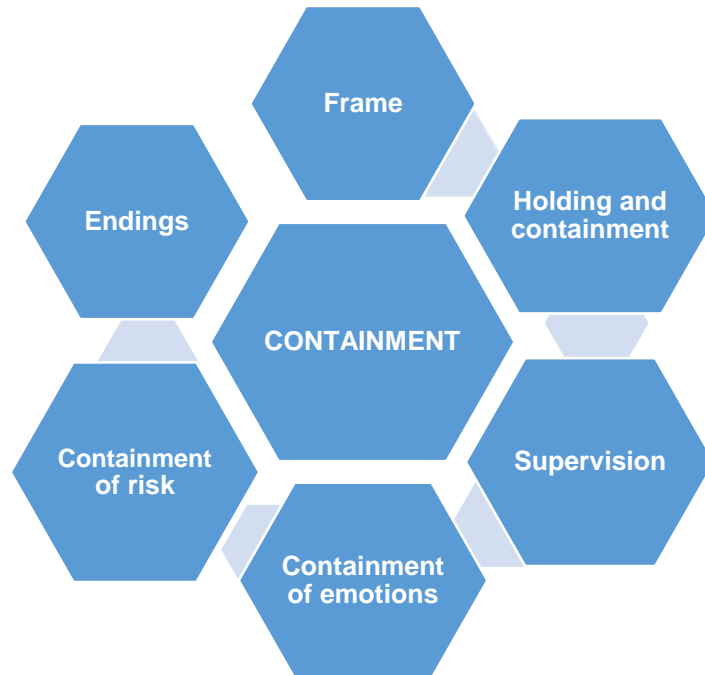 Frame
Holding and
containment
Supervision
Containment
of emotions
Containment
of risk
Endings
CONTAINMENT